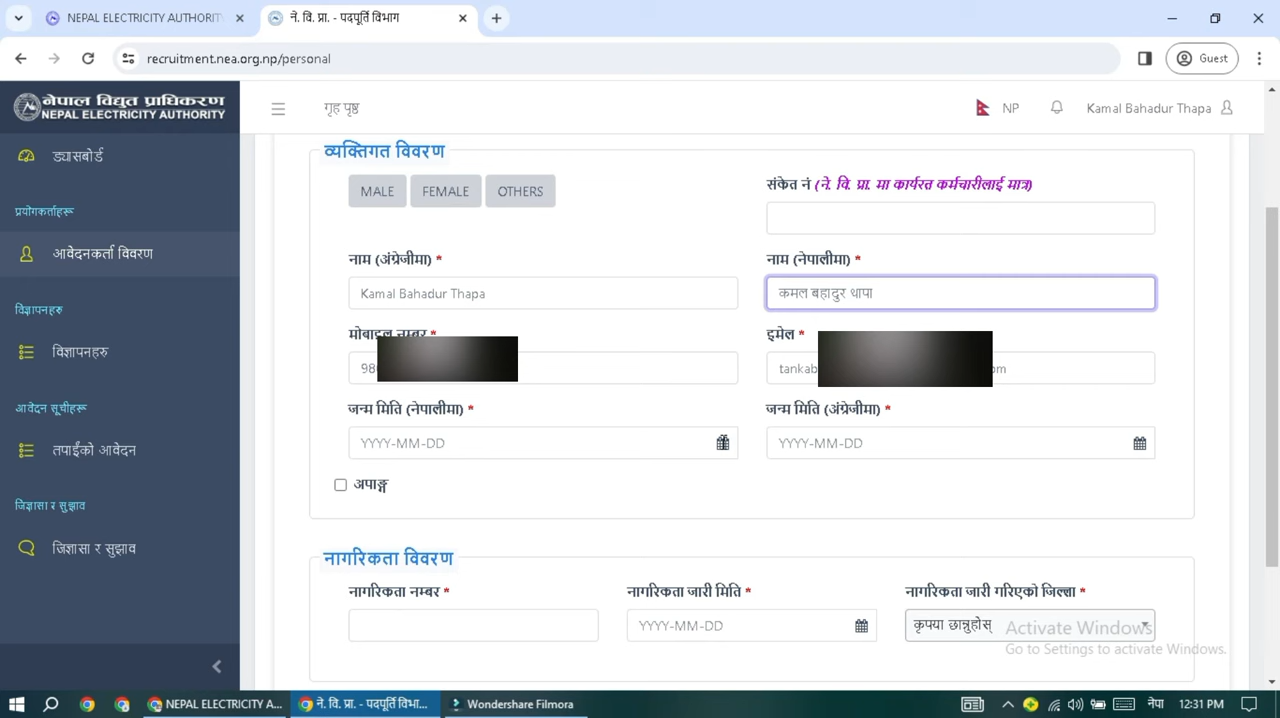 NEPAL ELECTRICITY AUTHORITY
ने. वि. प्रा. - पदपूर्ति विभाग
recruitment.nea.org.np/personal
Guest
नेपाल विद्युत प्राधिकरण
NEPAL ELECTRICITY AUTHORITY
गृह पृष्ठ
NP
Kamal Bahadur Thapa
ड्यासबोर्ड
प्रयोगकर्ताहरू
आवेदनकर्ता विवरण
विज्ञापनहरु
विज्ञापनहरु
आवेदन सूचीहरू
तपाईंको आवेदन
जिज्ञासा र सुझाव
जिज्ञासा र सुझाव
व्यक्तिगत विवरण
MALE FEMALE OTHERS
संकेत नं (ने. वि. प्रा. मा कार्यरत कर्मचारीलाई मात्र)
नाम (अंग्रेजीमा) * नाम (नेपालीमा) *
Kamal Bahadur Thapa कमल बहादुर थापा
मोबाइल नम्बर * इमेल *
tankab
जन्म मिति (नेपालीमा) * जन्म मिति (अंग्रेजीमा) *
YYYY-MM-DD YYYY-MM-DD
अपाङ्ग
नागरिकता विवरण
नागरिकता नम्बर * नागरिकता जारी मिति * नागरिकता जारी गरिएको जिल्ला *
YYYY-MM-DD कृपया छान्नुहोस्
Activate Windows
Go to Settings to activate Windows.
NEPAL ELECTRICITY A... ने. वि. प्रा. - पदपूर्ति विभा... Wondershare Filmora नेपा 12:31 PM